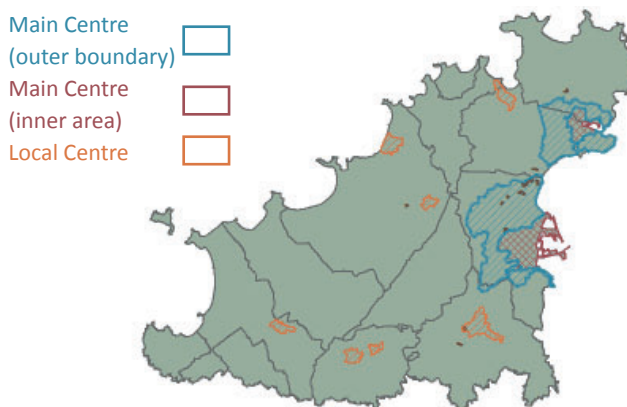 Main Centre
(outer boundary)
Main Centre
(inner area)
Local Centre